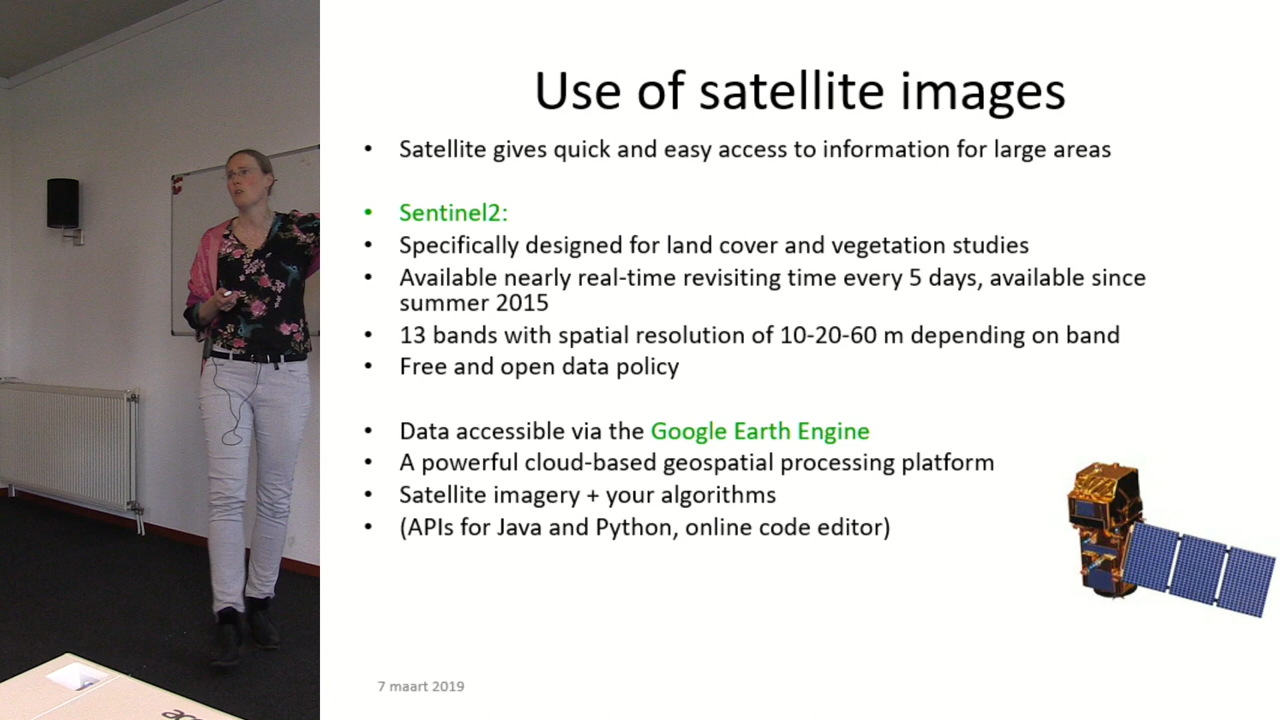 Use of satellite images
• Satellite gives quick and easy access to information for large areas
• Sentinel2:
• Specifically designed for land cover and vegetation studies
• Available nearly real-time revisiting time every 5 days, available since
summer 2015
• 13 bands with spatial resolution of 10-20-60 m depending on band
• Free and open data policy
• Data accessible via the Google Earth Engine
• A powerful cloud-based geospatial processing platform
• Satellite imagery + your algorithms
• (APIs for Java and Python, online code editor)
7 maart 2019